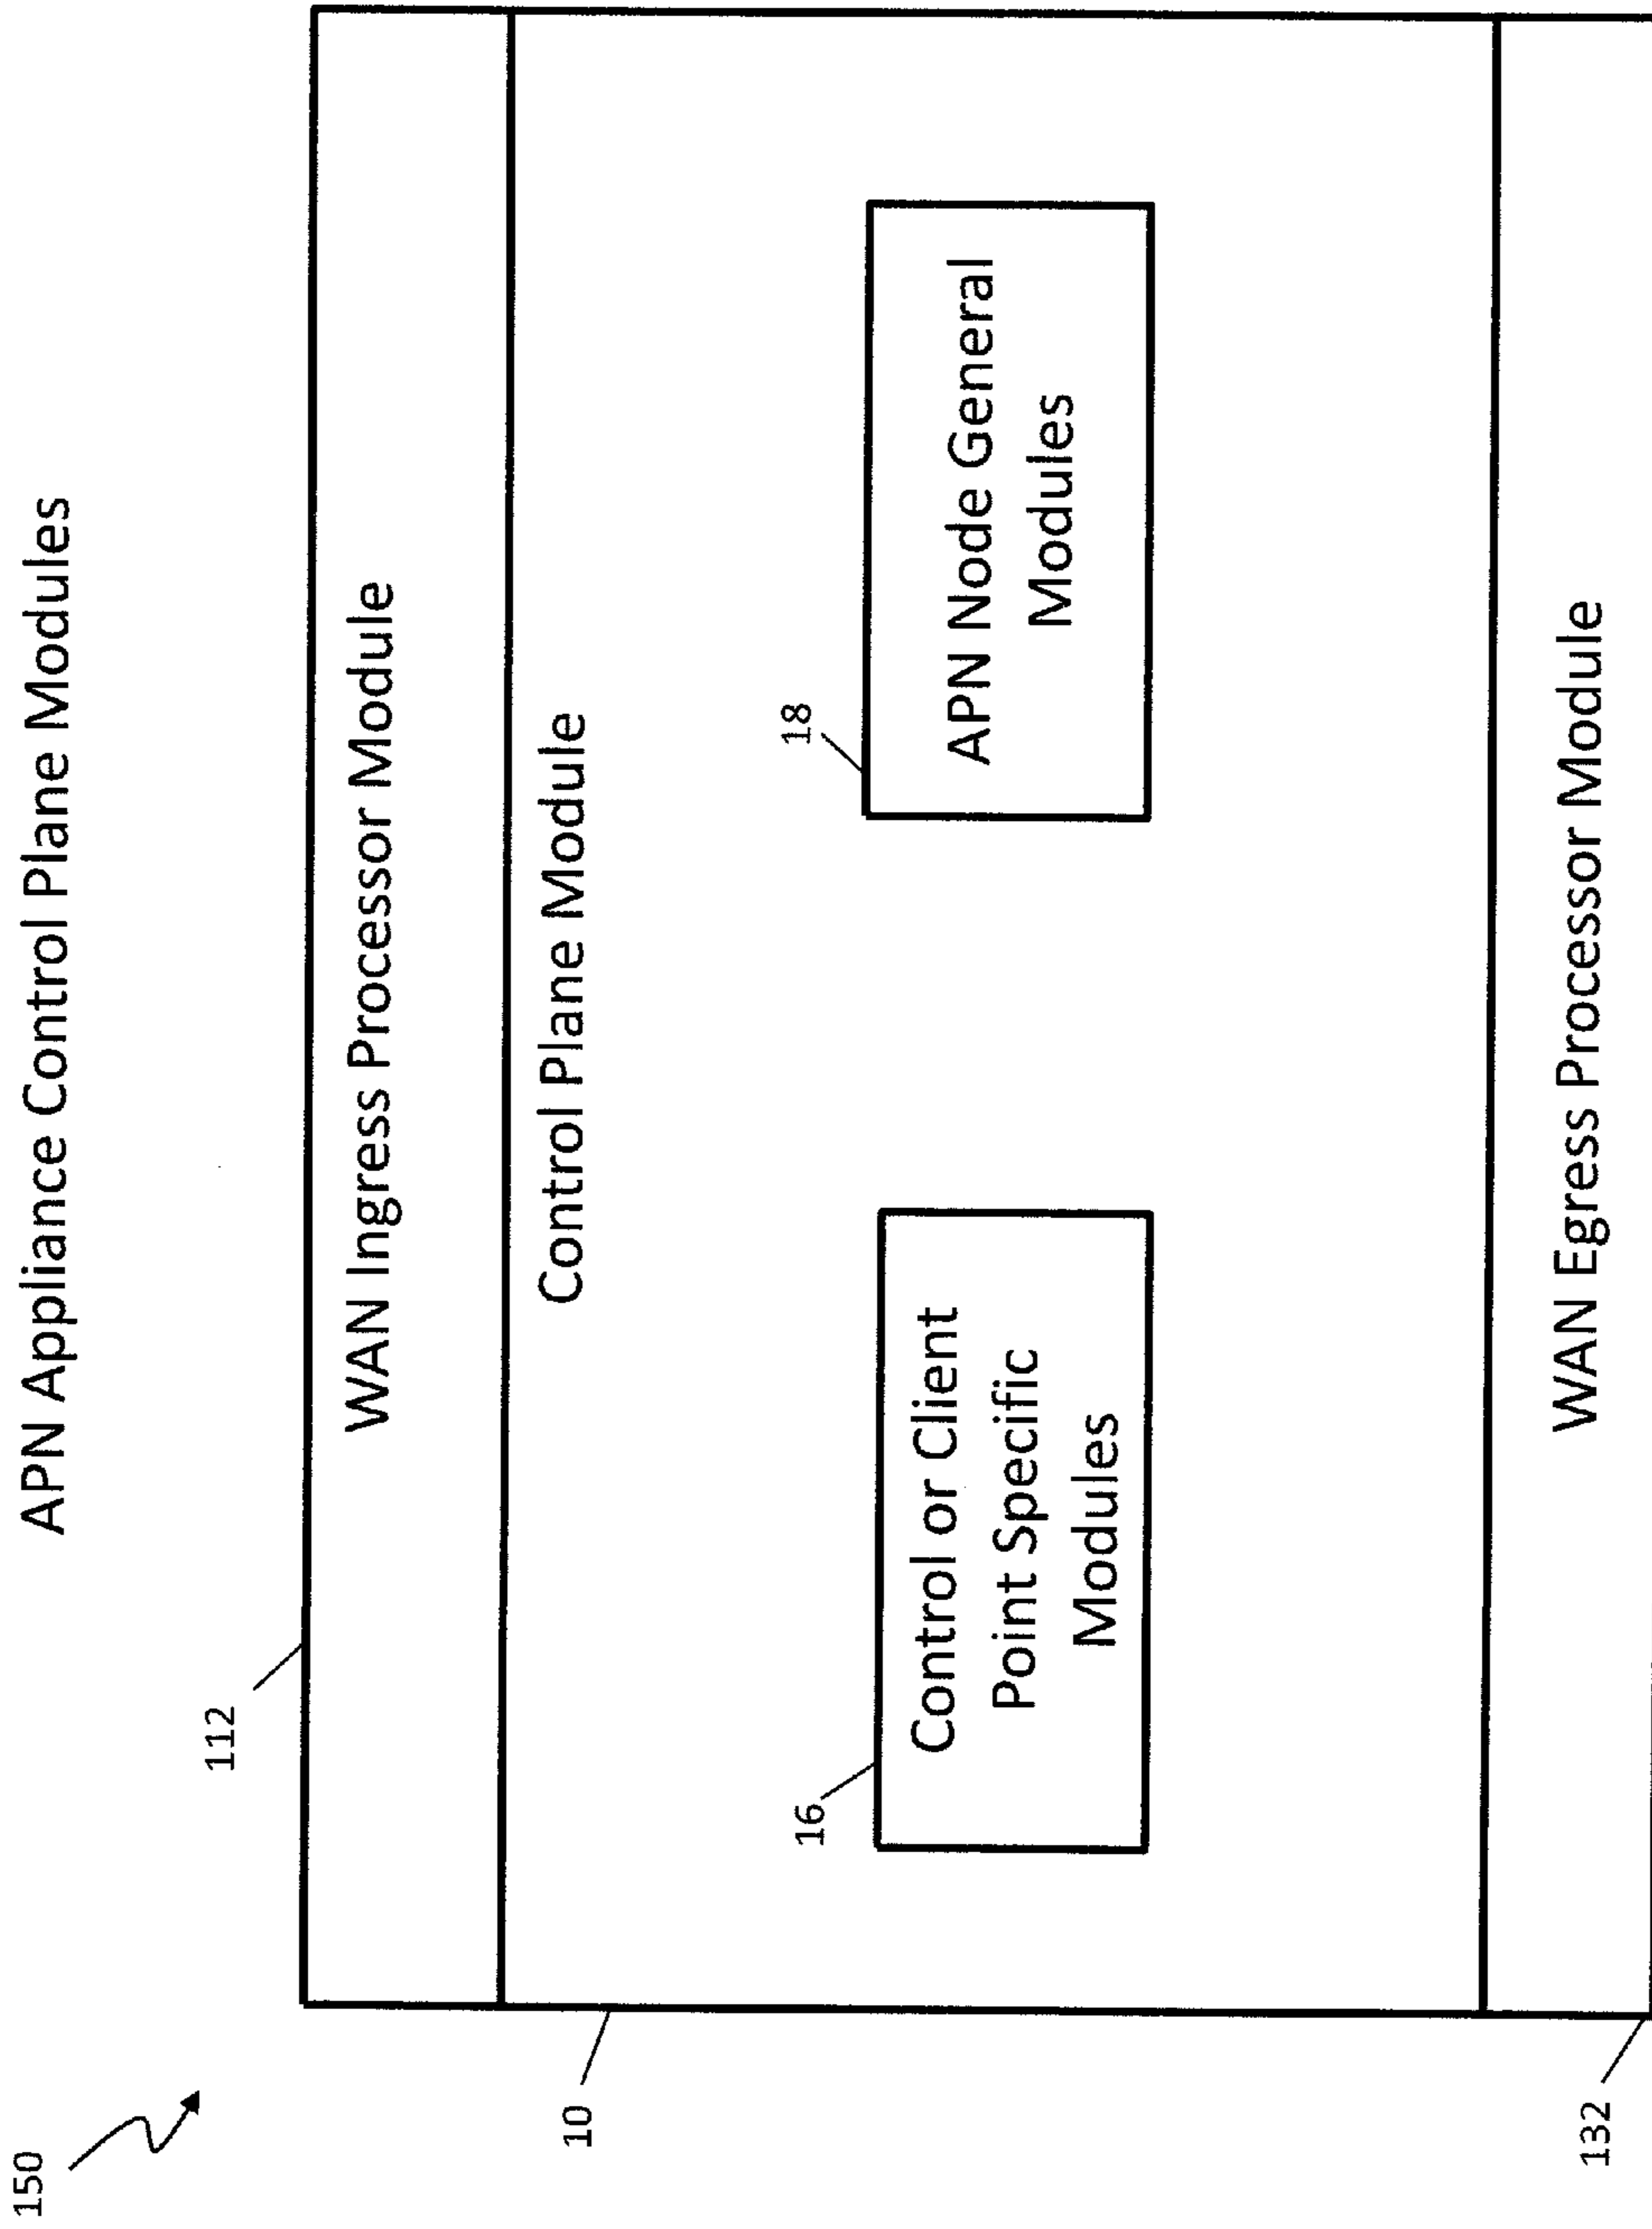 APN Appliance Control Plane Modules
150
112
WAN Ingress Processor Module
10
Control Plane Module
16
Control or Client
Point Specific
Modules
18
APN Node General
Modules
132
WAN Egress Processor Module